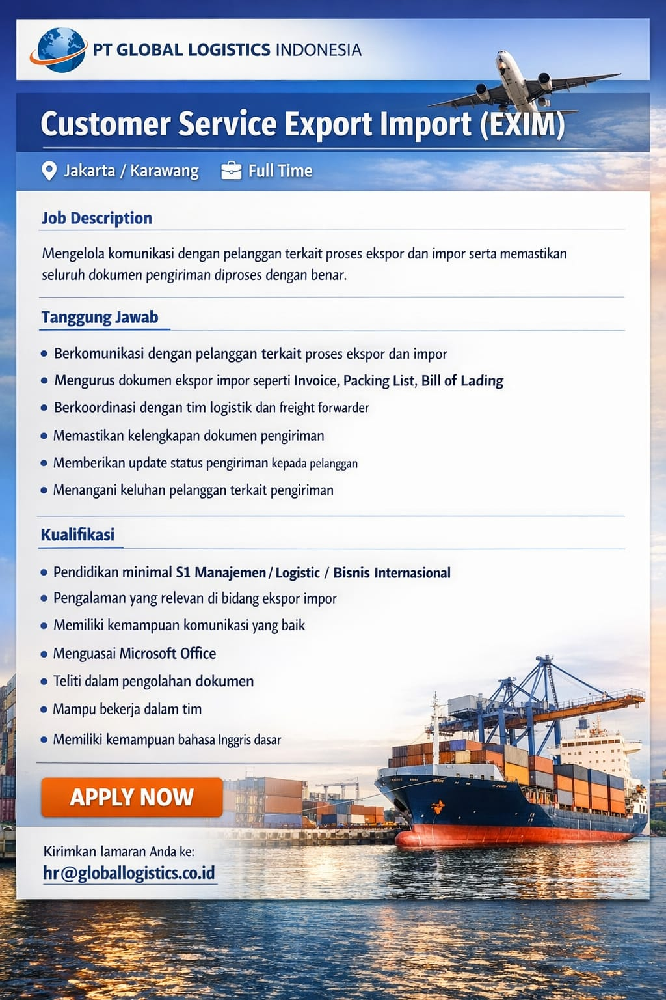 PT GLOBAL LOGISTICS INDONESIA
Customer Service Export Import (EXIM)
Jakarta / Karawang Full Time
Job Description
Mengelola komunikasi dengan pelanggan terkait proses ekspor dan impor serta memastikan
seluruh dokumen pengiriman diproses dengan benar.
Tanggung Jawab
• Berkomunikasi dengan pelanggan terkait proses ekspor dan impor
• Mengurus dokumen ekspor impor seperti Invoice, Packing List, Bill of Lading
• Berkoordinasi dengan tim logistik dan freight forwarder
• Memastikan kelengkapan dokumen pengiriman
• Memberikan update status pengiriman kepada pelanggan
• Menangani keluhan pelanggan terkait pengiriman
Kualifikasi
• Pendidikan minimal S1 Manajemen / Logistic / Bisnis Internasional
• Pengalaman yang relevan di bidang ekspor impor
• Memiliki kemampuan komunikasi yang baik
• Menguasai Microsoft Office
• Teliti dalam pengolahan dokumen
• Mampu bekerja dalam tim
• Memiliki kemampuan bahasa Inggris dasar
APPLY NOW
Kirimkan lamaran Anda ke:
hr@globallogistics.co.id